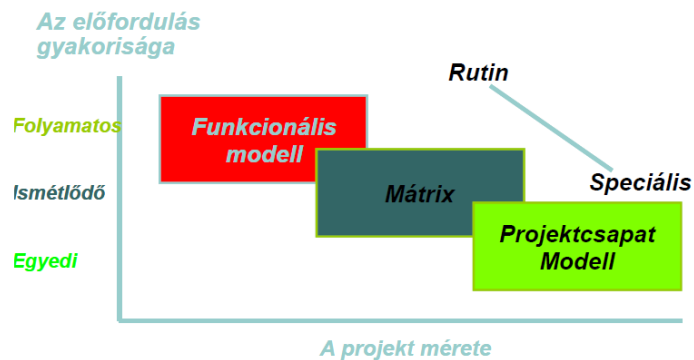 Az előfordulás
gyakorisága
Rutin
Folyamatos
Funkcionális
modell
Ismétlődő
Mátrix
Speciális
Projektcsapat
Modell
Egyedi
A projekt mérete